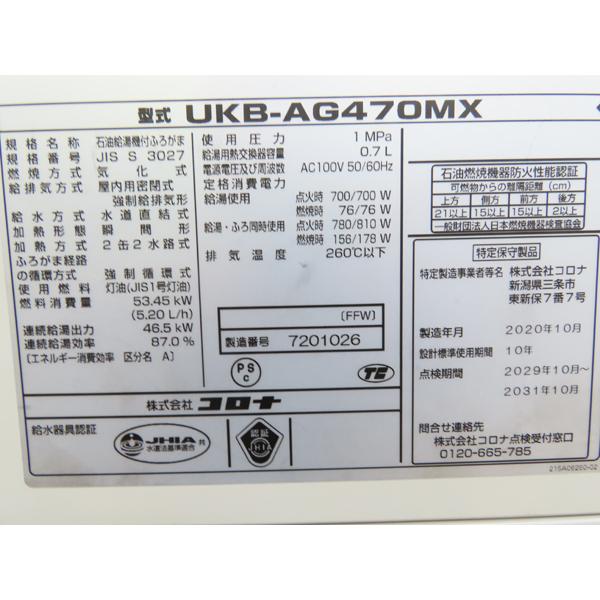 型式 UKB-AG470MX
規格名称 石油給湯機付ふろがま
規格番号 JIS S 3027
燃焼方式 気化式
給排気方式 屋内用密閉式
強制給排気形
給水方式 水道直結式
加熱形態 瞬間形
加熱方式 2缶2水路式
ふろがま経路
の循環方式 強制循環式
使用燃料 灯油(JIS1号灯油)
燃料消費量 53.45 kW
(5.20 L/h)
連続給湯出力 46.5 kW
連続給湯効率 87.0 %
[エネルギー消費効率 区分名 A]
使用圧力 1 MPa
給湯用熱交換器容量 0.7 L
電源電圧及び周波数 AC100V 50/60Hz
定格消費電力
給湯使用 点火時 700/700 W
燃焼時 76/76 W
給湯・ふろ同時使用 点火時 780/810 W
燃焼時 156/178 W
排気温度 260℃以下
[FFW]
製造番号 7201026
PS
C
株式会社 コロナ
給水器具認証
JHIA 共
水道法基準適合
認証
JHIA
石油燃焼機器防火性能認証
可燃物からの離隔距離 (cm)
上方 側方 前方 後方
21以上 15以上 15以上 2以上
一般財団法人日本燃焼機器検査協会
特定保守製品
特定製造事業者等名 株式会社コロナ
新潟県三条市
東新保7番7号
製造年月 2020年10月
設計標準使用期間 10年
点検期間 2029年10月~
2031年10月
問合せ連絡先
株式会社コロナ点検受付窓口
0120-665-785
215A06260-02